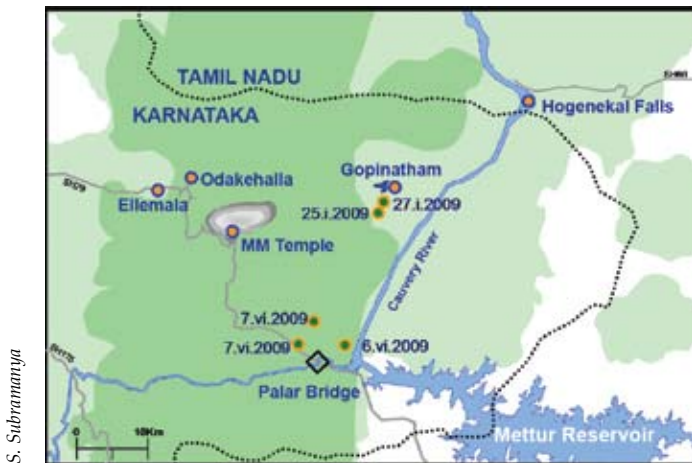 S. Subramanya
TAMIL NADU
KARNATAKA
Hogenekal Falls
Gopinatham
Odakehalla
Ellemala
25.i.2009
27.i.2009
MM Temple
Cauvery River
7.vi.2009
7.vi.2009
6.vi.2009
Palar Bridge
Mettur Reservoir
0
10Km